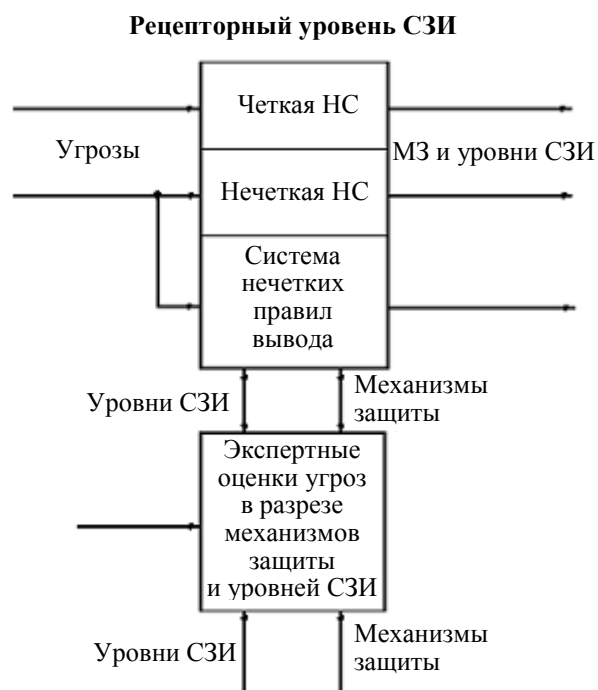 Рецепторный уровень СЗИ
Четкая НС
Угрозы
МЗ и уровни СЗИ
Нечеткая НС
Система
нечетких
правил
вывода
Уровни СЗИ
Механизмы
защиты
Экспертные
оценки угроз
в разрезе
механизмов
защиты
и уровней СЗИ
Уровни СЗИ
Механизмы
защиты